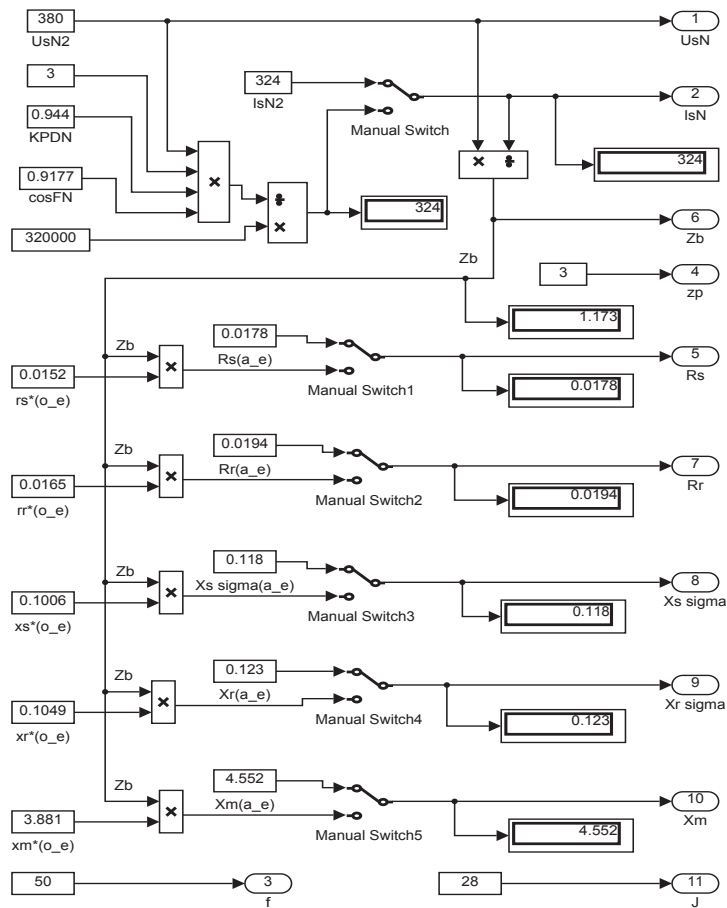 380
UsN2
1
UsN
3
324
IsN2
2
IsN
0.944
KPDN
Manual Switch
324
0.9177
cosFN
324
320000
6
Zb
Zb
3
4
zp
1.173
Zb
0.0178
Rs(a_e)
5
Rs
0.0152
rs*(o_e)
Manual Switch1
0.0178
Zb
0.0194
Rr(a_e)
7
Rr
0.0165
rr*(o_e)
Manual Switch2
0.0194
Zb
0.118
Xs sigma(a_e)
8
Xs sigma
0.1006
xs*(o_e)
Manual Switch3
0.118
Zb
0.123
Xr(a_e)
9
Xr sigma
0.1049
xr*(o_e)
Manual Switch4
0.123
Zb
4.552
Xm(a_e)
10
Xm
3.881
xm*(o_e)
Manual Switch5
4.552
50
3
f
28
11
J